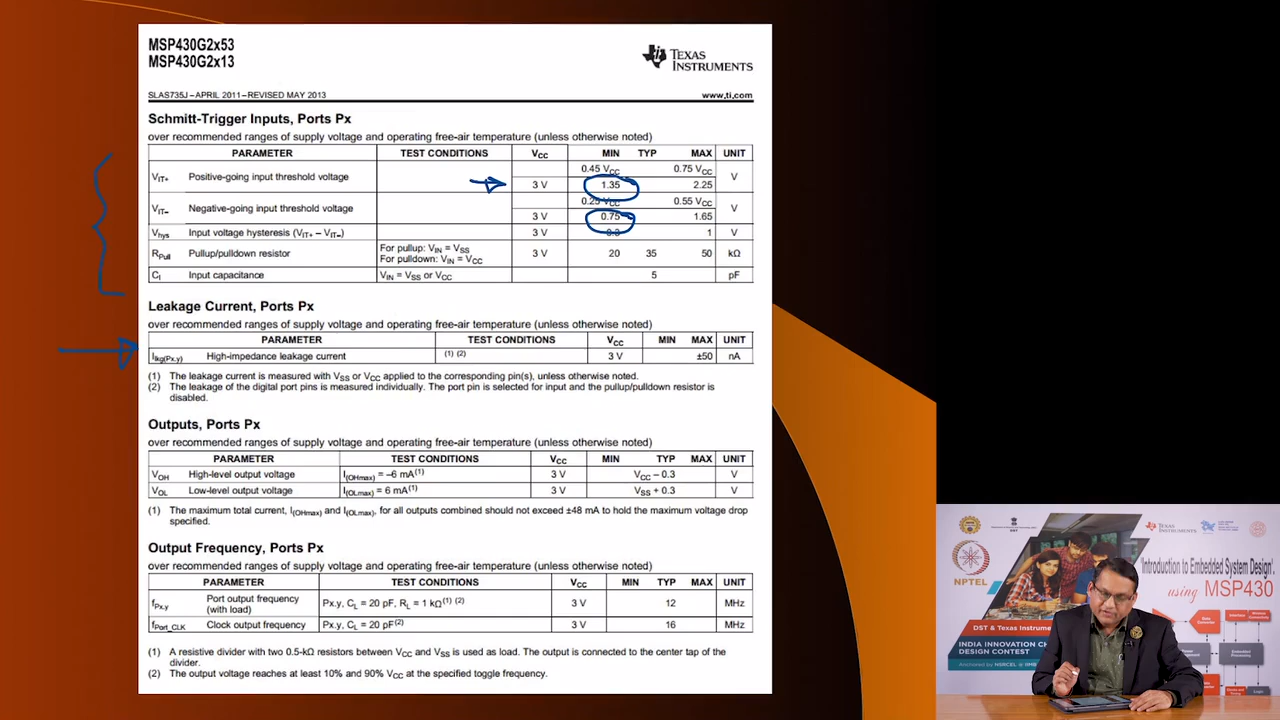 MSP430G2x53
MSP430G2x13
TEXAS
INSTRUMENTS
SLAS735J – APRIL 2011 – REVISED MAY 2013
www.ti.com
Schmitt-Trigger Inputs, Ports Px
over recommended ranges of supply voltage and operating free-air temperature (unless otherwise noted)
PARAMETER TEST CONDITIONS VCC MIN TYP MAX UNIT
VIT+ Positive-going input threshold voltage 0.45 VCC 0.75 VCC V
3 V 1.35 2.25
VIT– Negative-going input threshold voltage 0.25 VCC 0.55 VCC V
3 V 0.75 1.65
Vhys Input voltage hysteresis (VIT+ – VIT–) 3 V 0.3 1 V
RPull Pullup/pulldown resistor For pullup: VIN = VSS 3 V 20 35 50 kΩ
For pulldown: VIN = VCC
CI Input capacitance VIN = VSS or VCC 5 pF
Leakage Current, Ports Px
over recommended ranges of supply voltage and operating free-air temperature (unless otherwise noted)
PARAMETER TEST CONDITIONS VCC MIN MAX UNIT
Ilkg(Px.y) High-impedance leakage current (1) (2) 3 V ±50 nA
(1) The leakage current is measured with VSS or VCC applied to the corresponding pin(s), unless otherwise noted.
(2) The leakage of the digital port pins is measured individually. The port pin is selected for input and the pullup/pulldown resistor is
disabled.
Outputs, Ports Px
over recommended ranges of supply voltage and operating free-air temperature (unless otherwise noted)
PARAMETER TEST CONDITIONS VCC MIN TYP MAX UNIT
VOH High-level output voltage I(OHmax) = –6 mA(1) 3 V VCC – 0.3 V
VOL Low-level output voltage I(OLmax) = 6 mA(1) 3 V VSS + 0.3 V
(1) The maximum total current, I(OHmax) and I(OLmax), for all outputs combined should not exceed ±48 mA to hold the maximum voltage drop
specified.
Output Frequency, Ports Px
over recommended ranges of supply voltage and operating free-air temperature (unless otherwise noted)
PARAMETER TEST CONDITIONS VCC MIN TYP MAX UNIT
fPx.y Port output frequency (with load) Px.y, CL = 20 pF, RL = 1 kΩ(1) (2) 3 V 12 MHz
fPort_CLK Clock output frequency Px.y, CL = 20 pF(2) 3 V 16 MHz
(1) A resistive divider with two 0.5-kΩ resistors between VCC and VSS is used as load. The output is connected to the center tap of the
divider.
(2) The output voltage reaches at least 10% and 90% VCC at the specified toggle frequency.
NPTEL
TEXAS
INSTRUMENTS
'Introduction to Embedded System Design'
using MSP430
DST & Texas Instrume
INDIA INNOVATION CH
DESIGN CONTEST
Anchored by NSRCEL @ IIMB